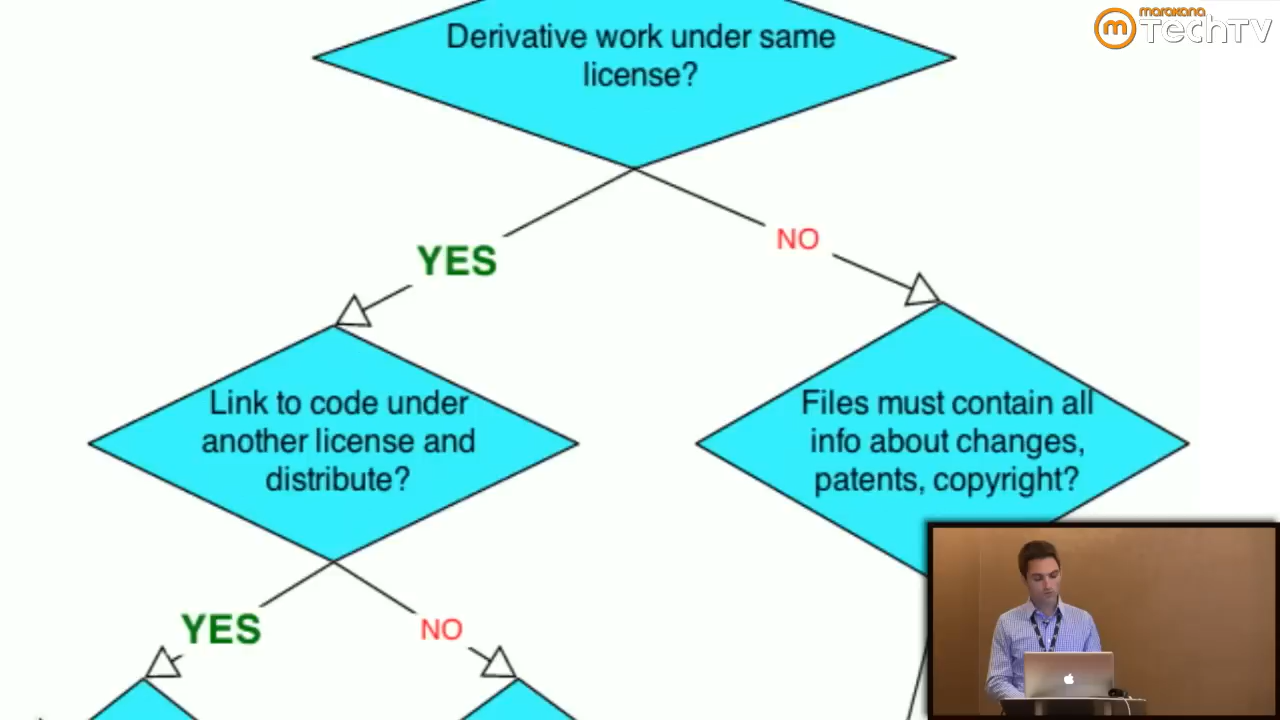 marakana
TechTV
Derivative work under same
license?
YES
NO
Link to code under
another license and
distribute?
Files must contain all
info about changes,
patents, copyright?
YES
NO